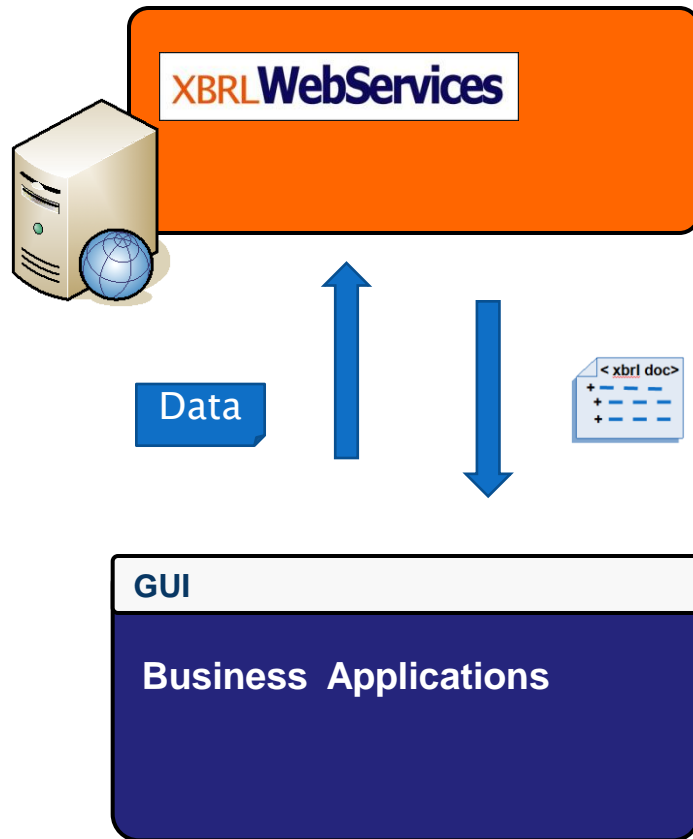 XBRLWebServices
Data
< xbrl doc>
+
+
+
GUI
Business Applications